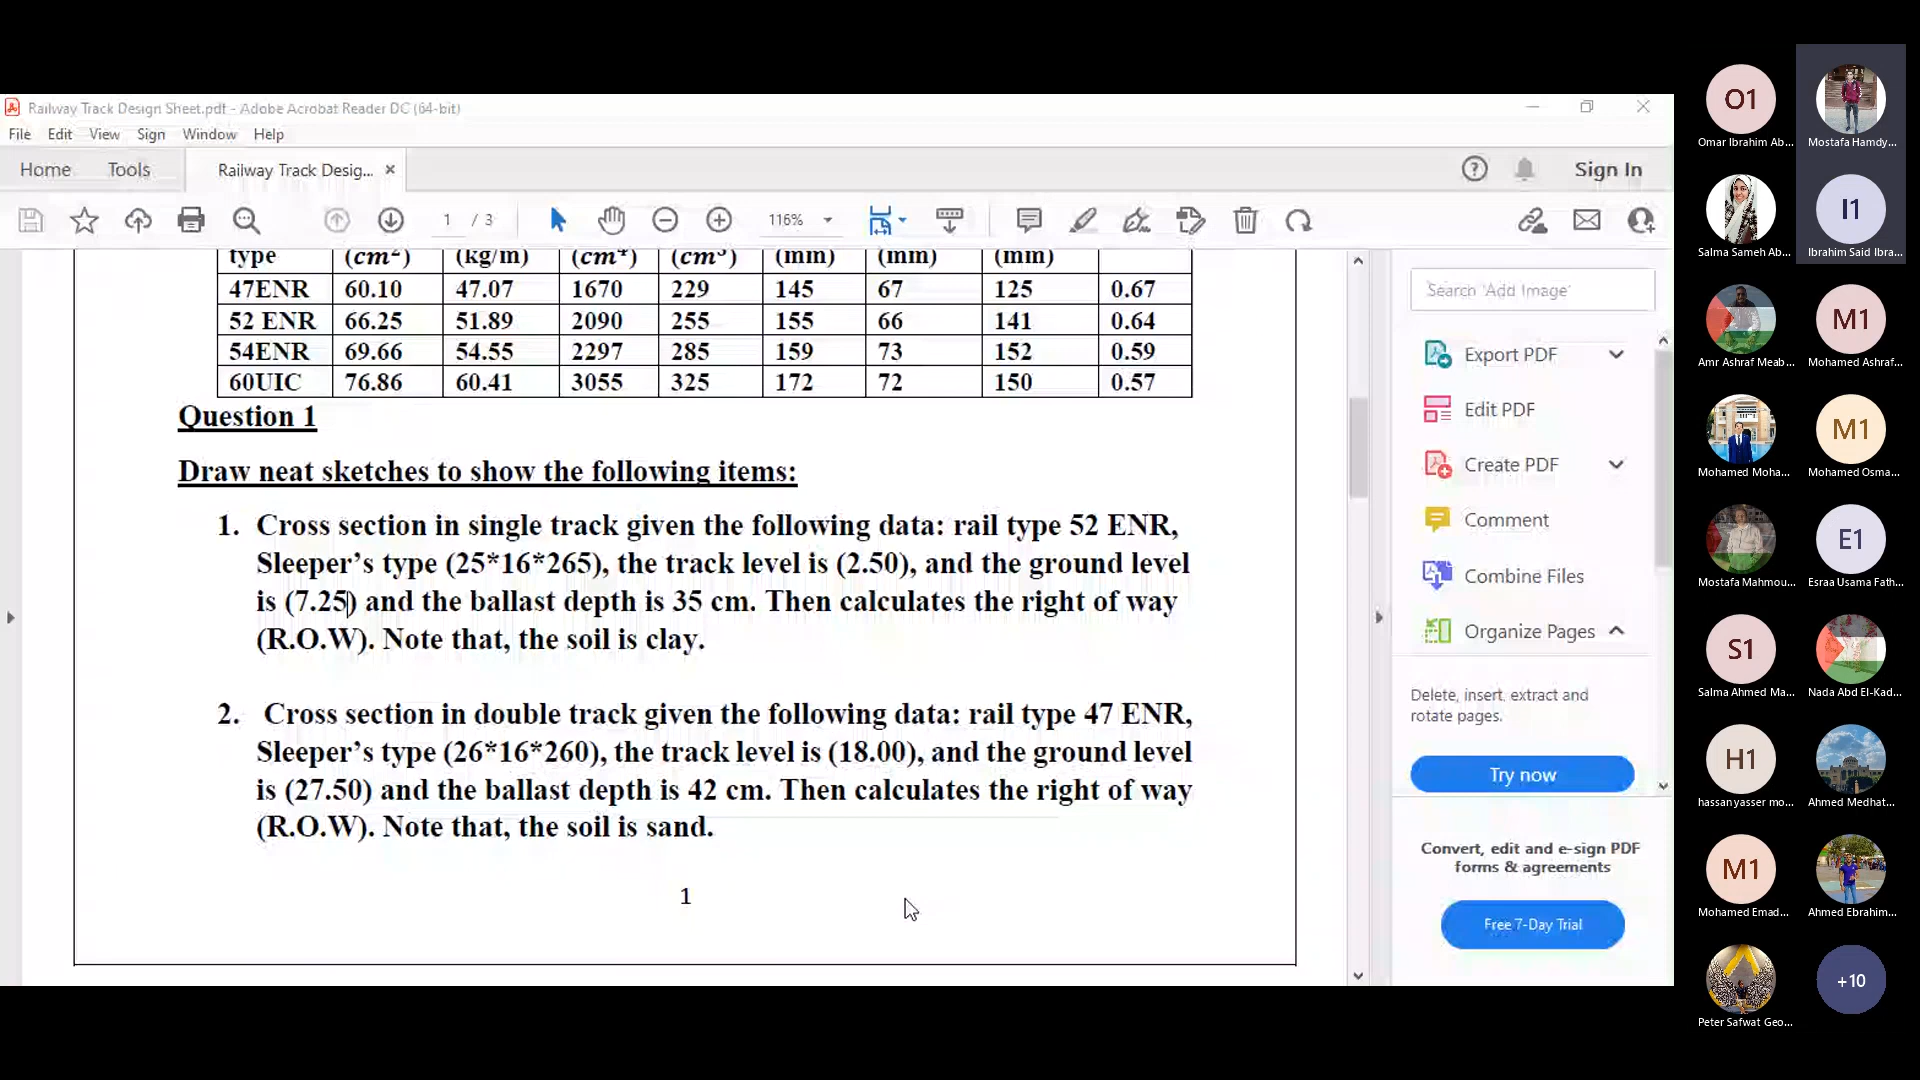 Railway Track Design Sheet.pdf - Adobe Acrobat Reader DC (64-bit)
File Edit View Sign Window Help
Home Tools Railway Track Desig... × Sign In
1 / 3 116%
type (cm²) (kg/m) (cm⁴) (cm³) (mm) (mm) (mm)
47ENR 60.10 47.07 1670 229 145 67 125 0.67
52 ENR 66.25 51.89 2090 255 155 66 141 0.64
54ENR 69.66 54.55 2297 285 159 73 152 0.59
60UIC 76.86 60.41 3055 325 172 72 150 0.57
Question 1
Draw neat sketches to show the following items:
1. Cross section in single track given the following data: rail type 52 ENR,
Sleeper's type (25*16*265), the track level is (2.50), and the ground level
is (7.25) and the ballast depth is 35 cm. Then calculates the right of way
(R.O.W). Note that, the soil is clay.
2. Cross section in double track given the following data: rail type 47 ENR,
Sleeper's type (26*16*260), the track level is (18.00), and the ground level
is (27.50) and the ballast depth is 42 cm. Then calculates the right of way
(R.O.W). Note that, the soil is sand.
1
Search 'Add Image'
Export PDF
Edit PDF
Create PDF
Comment
Combine Files
Organize Pages
Delete, insert, extract and
rotate pages.
Try now
Convert, edit and e-sign PDF
forms & agreements
Free 7-Day Trial
O1
Omar Ibrahim Ab...
Mostafa Hamdy...
Salma Sameh Ab...
I1
Ibrahim Said Ibra...
Amr Ashraf Meab...
M1
Mohamed Ashraf...
Mohamed Moha...
M1
Mohamed Osma...
Mostafa Mahmou...
E1
Esraa Usama Fath...
S1
Salma Ahmed Ma...
Nada Abd El-Kad...
H1
hassan yasser mo...
Ahmed Medhat...
M1
Mohamed Emad...
Ahmed Ebrahim...
Peter Safwat Geo...
+10